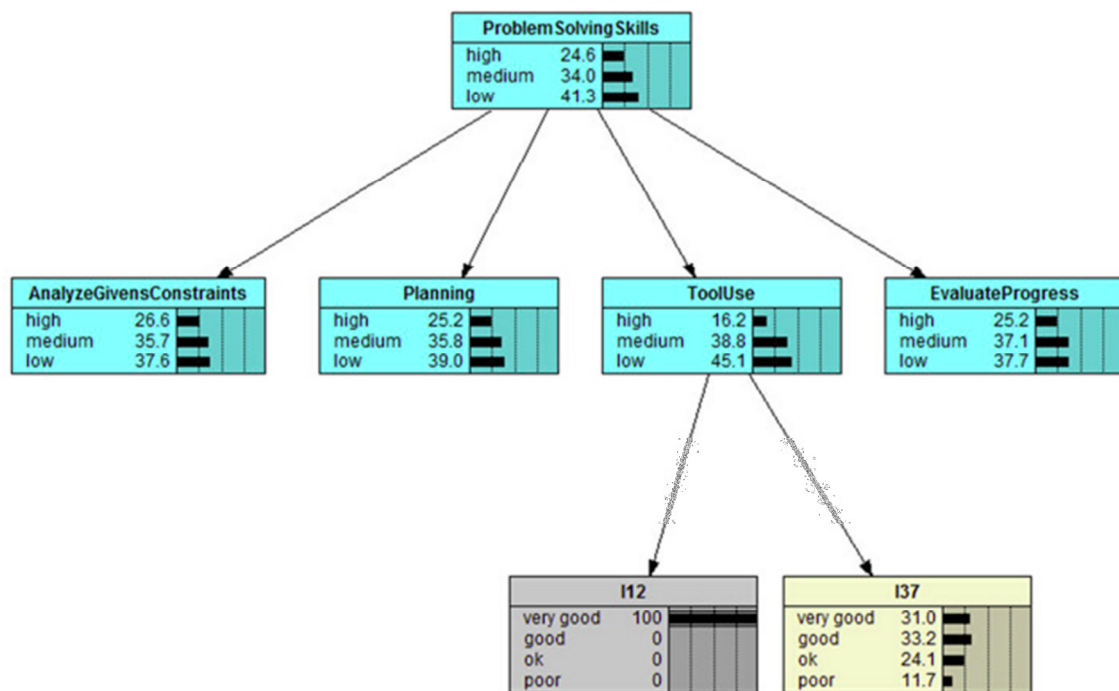 ProblemSolvingSkills
high 24.6
medium 34.0
low 41.3
AnalyzeGivensConstraints
high 26.6
medium 35.7
low 37.6
Planning
high 25.2
medium 35.8
low 39.0
ToolUse
high 16.2
medium 38.8
low 45.1
EvaluateProgress
high 25.2
medium 37.1
low 37.7
I12
very good 100
good 0
ok 0
poor 0
I37
very good 31.0
good 33.2
ok 24.1
poor 11.7